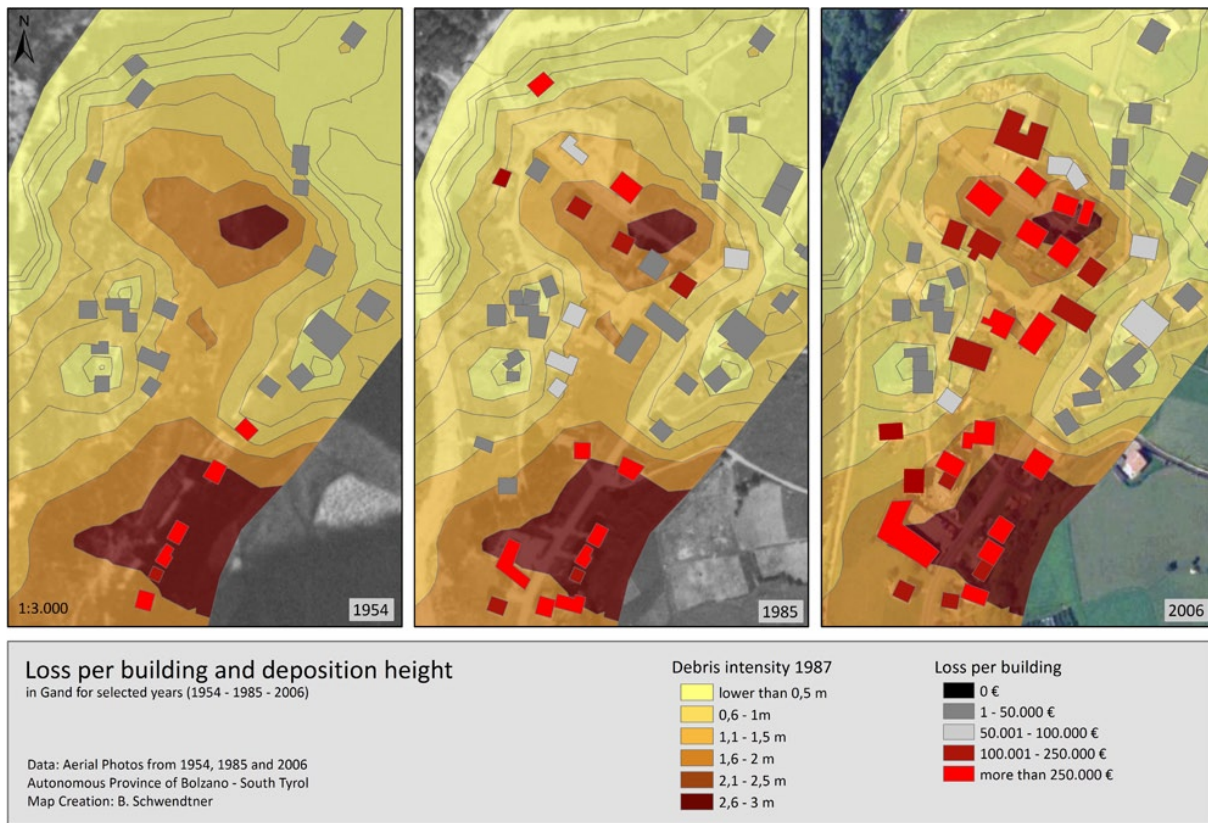 N
1:3.000
1954
1985
2006
Loss per building and deposition height
in Gand for selected years (1954 - 1985 - 2006)
Data: Aerial Photos from 1954, 1985 and 2006
Autonomous Province of Bolzano - South Tyrol
Map Creation: B. Schwendtner
Debris intensity 1987
lower than 0,5 m
0,6 - 1m
1,1 - 1,5 m
1,6 - 2 m
2,1 - 2,5 m
2,6 - 3 m
Loss per building
0 €
1 - 50.000 €
50.001 - 100.000 €
100.001 - 250.000 €
more than 250.000 €